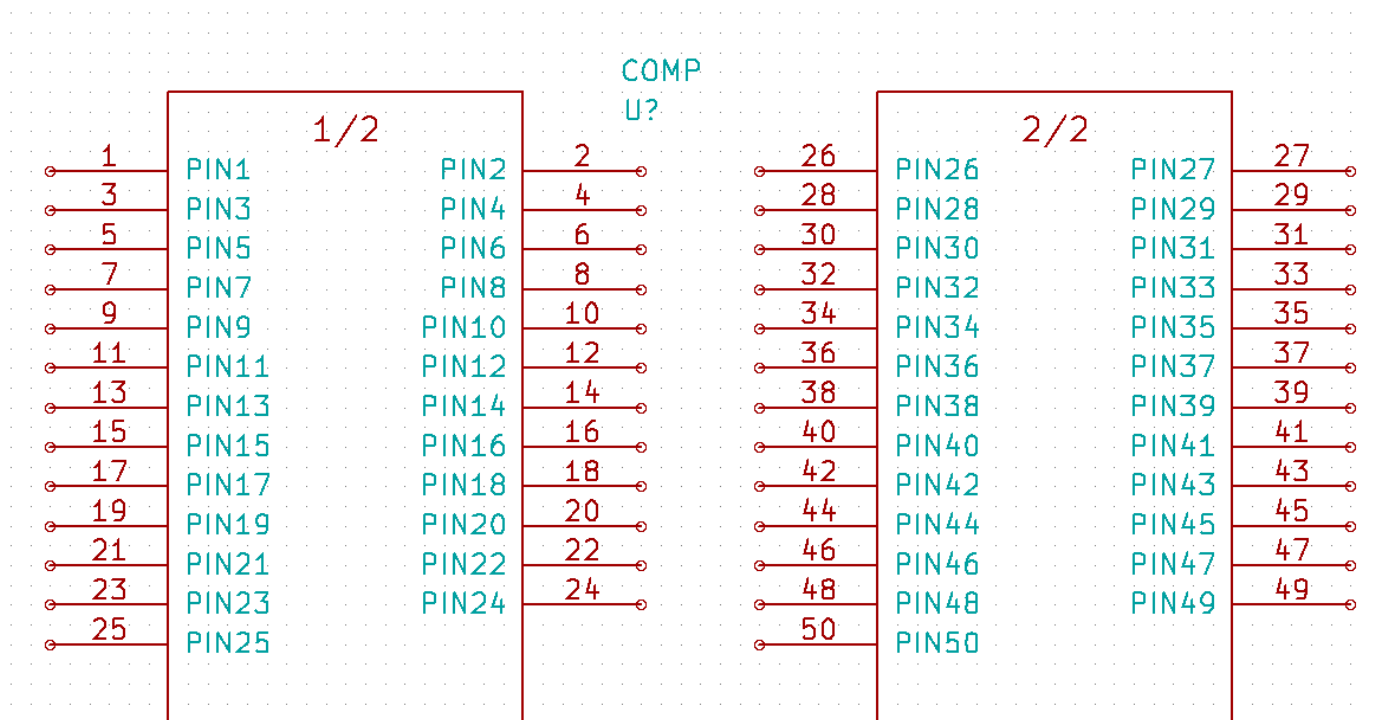 COMP
U?
1/2 2/2
1 PIN1 PIN2 2 26 PIN26 PIN27 27
3 PIN3 PIN4 4 28 PIN28 PIN29 29
5 PIN5 PIN6 6 30 PIN30 PIN31 31
7 PIN7 PIN8 8 32 PIN32 PIN33 33
9 PIN9 PIN10 10 34 PIN34 PIN35 35
11 PIN11 PIN12 12 36 PIN36 PIN37 37
13 PIN13 PIN14 14 38 PIN38 PIN39 39
15 PIN15 PIN16 16 40 PIN40 PIN41 41
17 PIN17 PIN18 18 42 PIN42 PIN43 43
19 PIN19 PIN20 20 44 PIN44 PIN45 45
21 PIN21 PIN22 22 46 PIN46 PIN47 47
23 PIN23 PIN24 24 48 PIN48 PIN49 49
25 PIN25 50 PIN50